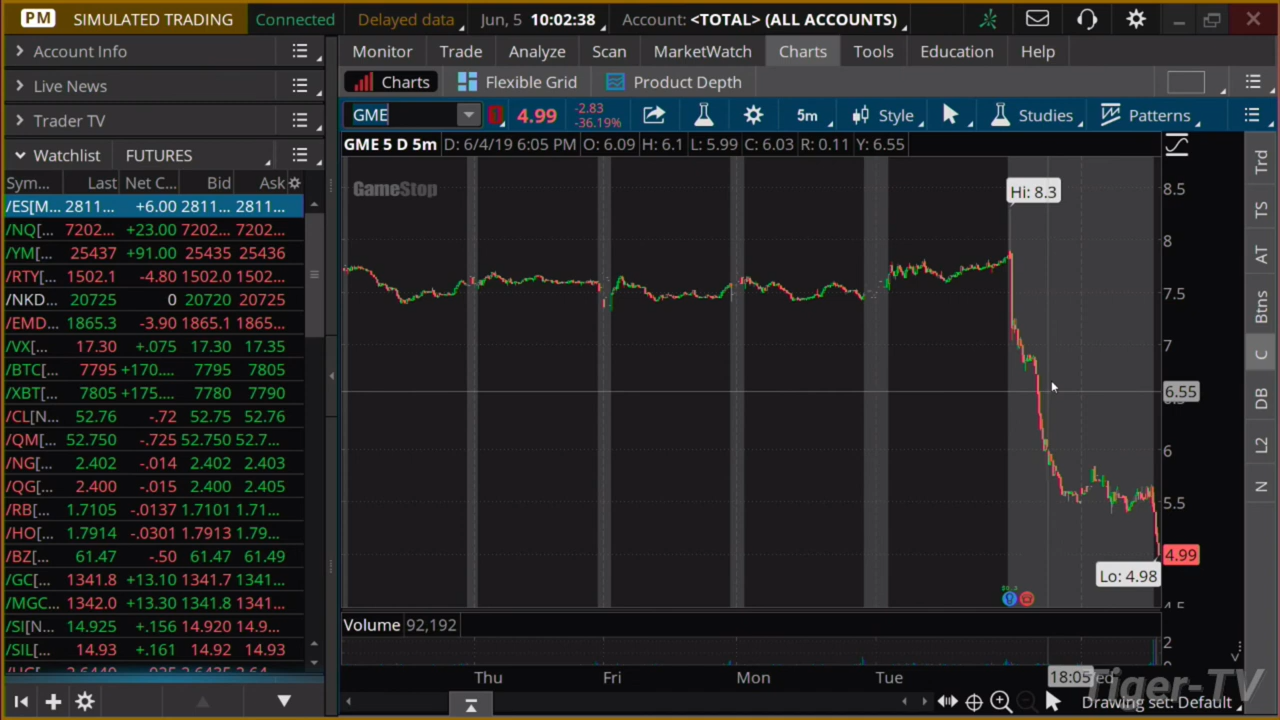 PM SIMULATED TRADING Connected Delayed data Jun, 5 10:02:38 Account: <TOTAL> (ALL ACCOUNTS)
Account Info
Live News
Trader TV
Watchlist FUTURES
Sym... Last Net C... Bid Ask
/ES[M... 2811... +6.00 2811... 2811...
/NQ[... 7202... +23.00 7202... 7202...
/YM[... 25437 +91.00 25435 25436
/RTY[... 1502.1 -4.80 1502.0 1502...
/NKD... 20725 0 20720 20725
/EMD... 1865.3 -3.90 1865.1 1865...
/VX[... 17.30 +.075 17.30 17.35
/BTC[... 7795 +170.... 7795 7805
/XBT[... 7805 +175.... 7780 7790
/CL[N... 52.76 -.72 52.75 52.76
/QM[... 52.750 -.725 52.750 52.7...
/NG[... 2.402 -.014 2.402 2.403
/QG[... 2.400 -.015 2.400 2.405
/RB[... 1.7105 -.0137 1.7101 1.71...
/HO[... 1.7914 -.0301 1.7913 1.79...
/BZ[... 61.47 -.50 61.47 61.49
/GC[... 1341.8 +13.10 1341.7 1341...
/MGC... 1342.0 +13.30 1341.8 1341...
/SI[N... 14.925 +.156 14.920 14.9...
/SIL[... 14.93 +.161 14.92 14.93
Monitor Trade Analyze Scan MarketWatch Charts Tools Education Help
Charts Flexible Grid Product Depth
GME 1 4.99 -2.83 -36.19% 5m Style Studies Patterns
GME 5 D 5m D: 6/4/19 6:05 PM O: 6.09 H: 6.1 L: 5.99 C: 6.03 R: 0.11 Y: 6.55
GameStop
Hi: 8.3
8.5
8
7.5
7
6.55
6
5.5
4.99
Lo: 4.98
4.5
Volume 92,192
2
Thu Fri Mon Tue 18:05
Drawing set: Default
Tiger-TV
Trd
TS
AT
Btns
C
DB
L2
N